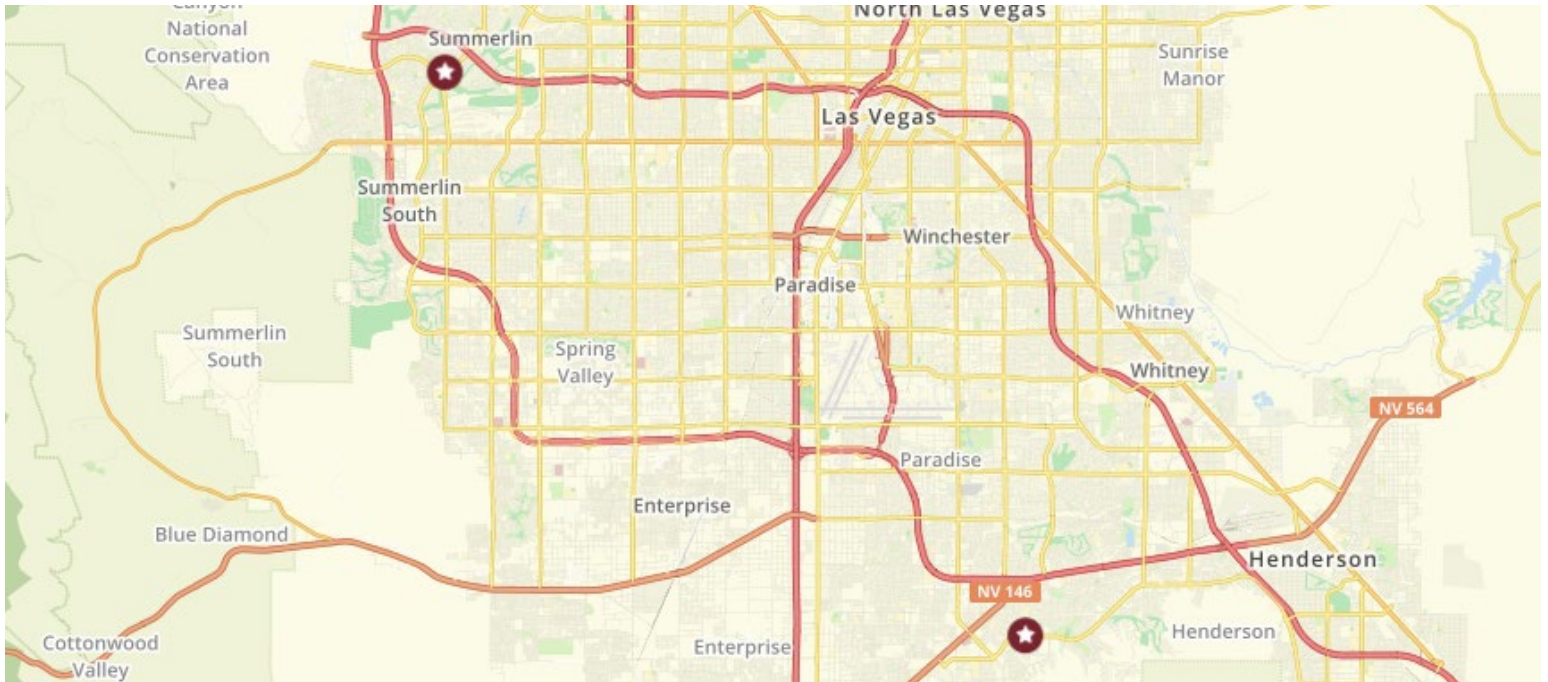 Canyon
National
Conservation
Area
North Las Vegas
Summerlin
Sunrise
Manor
Las Vegas
Summerlin
South
Winchester
Paradise
Whitney
Summerlin
South
Spring
Valley
Whitney
NV 564
Paradise
Enterprise
Blue Diamond
Henderson
NV 146
Henderson
Enterprise
Cottonwood
Valley